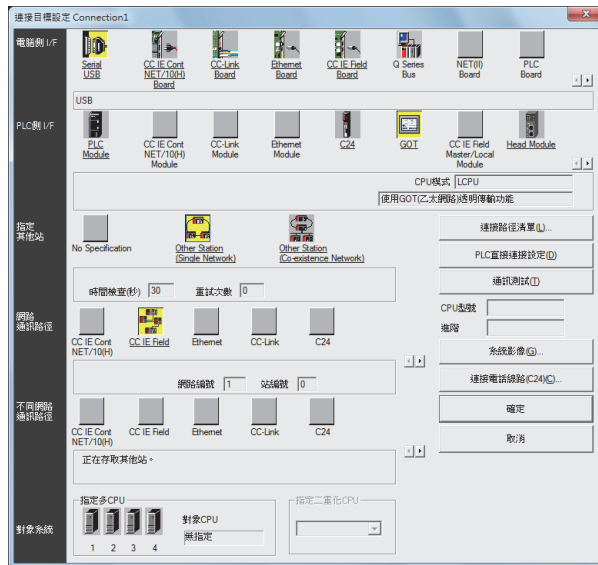 連接目標設定 Connection1
電腦側 I/F
Serial
USB
CC IE Cont
NET/10(H)
Board
CC-Link
Board
Ethernet
Board
CC IE Field
Board
Q Series
Bus
NET(II)
Board
PLC
Board
USB
PLC側 I/F
PLC
Module
CC IE Cont
NET/10(H)
Module
CC-Link
Module
Ethernet
Module
C24
GOT
CC IE Field
Master/Local
Module
Head Module
CPU模式 LCPU
使用GOT(乙太網路)透明傳輸功能
指定
其他站
No Specification
Other Station
(Single Network)
Other Station
(Co-existence Network)
時間檢查(秒) 30 重試次數 0
連接路徑清單(L)...
PLC直接連接設定(D)
通訊測試(T)
CPU型號
進階
系統影像(G)...
連接電話線路(C24)(C)...
確定
取消
網路
通訊路徑
CC IE Cont
NET/10(H)
CC IE Field
Ethernet
CC-Link
C24
網路編號 1 站編號 0
不同網路
通訊路徑
CC IE Cont
NET/10(H)
CC IE Field
Ethernet
CC-Link
C24
正在存取其他站。
對象系統
指定多CPU
1 2 3 4
對象CPU
無指定
指定二重化CPU